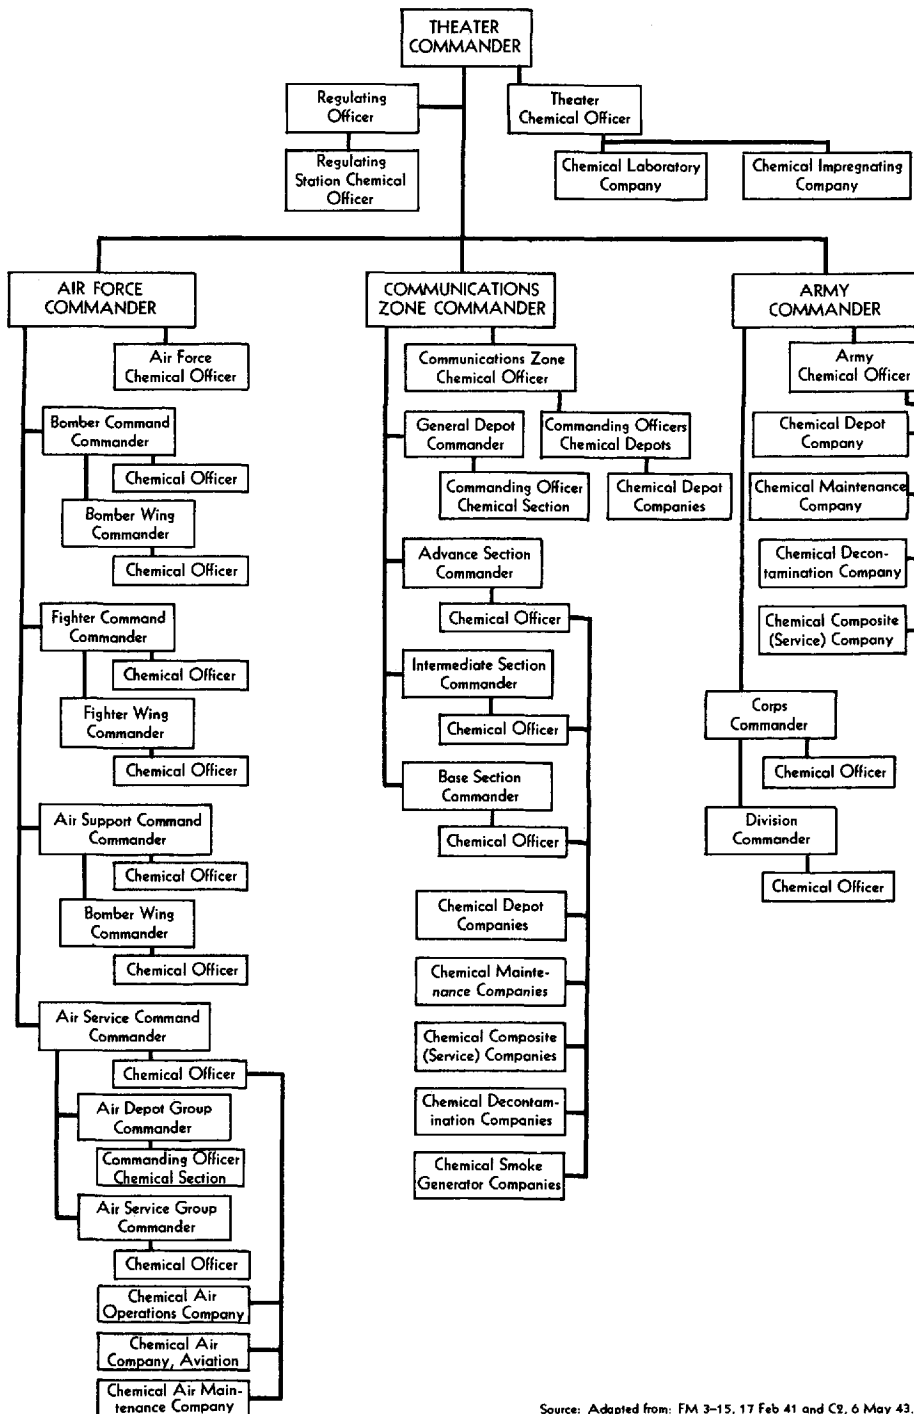 THEATER
COMMANDER
Regulating
Officer
Theater
Chemical Officer
Regulating
Station Chemical
Officer
Chemical Laboratory
Company
Chemical Impregnating
Company
AIR FORCE
COMMANDER
Air Force
Chemical Officer
Bomber Command
Commander
Chemical Officer
Bomber Wing
Commander
Chemical Officer
Fighter Command
Commander
Chemical Officer
Fighter Wing
Commander
Chemical Officer
Air Support Command
Commander
Chemical Officer
Bomber Wing
Commander
Chemical Officer
Air Service Command
Commander
Chemical Officer
Air Depot Group
Commander
Commanding Officer
Chemical Section
Air Service Group
Commander
Chemical Officer
Chemical Air
Operations Company
Chemical Air
Company, Aviation
Chemical Air Main-
tenance Company
COMMUNICATIONS
ZONE COMMANDER
Communications Zone
Chemical Officer
General Depot
Commander
Commanding Officers
Chemical Depots
Commanding Officer
Chemical Section
Chemical Depot
Companies
Advance Section
Commander
Chemical Officer
Intermediate Section
Commander
Chemical Officer
Base Section
Commander
Chemical Officer
Chemical Depot
Companies
Chemical Mainte-
nance Companies
Chemical Composite
(Service) Companies
Chemical Decontam-
ination Companies
Chemical Smoke
Generator Companies
ARMY
COMMANDER
Army
Chemical Officer
Chemical Depot
Company
Chemical Maintenance
Company
Chemical Decon-
tamination Company
Chemical Composite
(Service) Company
Corps
Commander
Chemical Officer
Division
Commander
Chemical Officer
Source: Adapted from: FM 3-15, 17 Feb 41 and C2, 6 May 43.